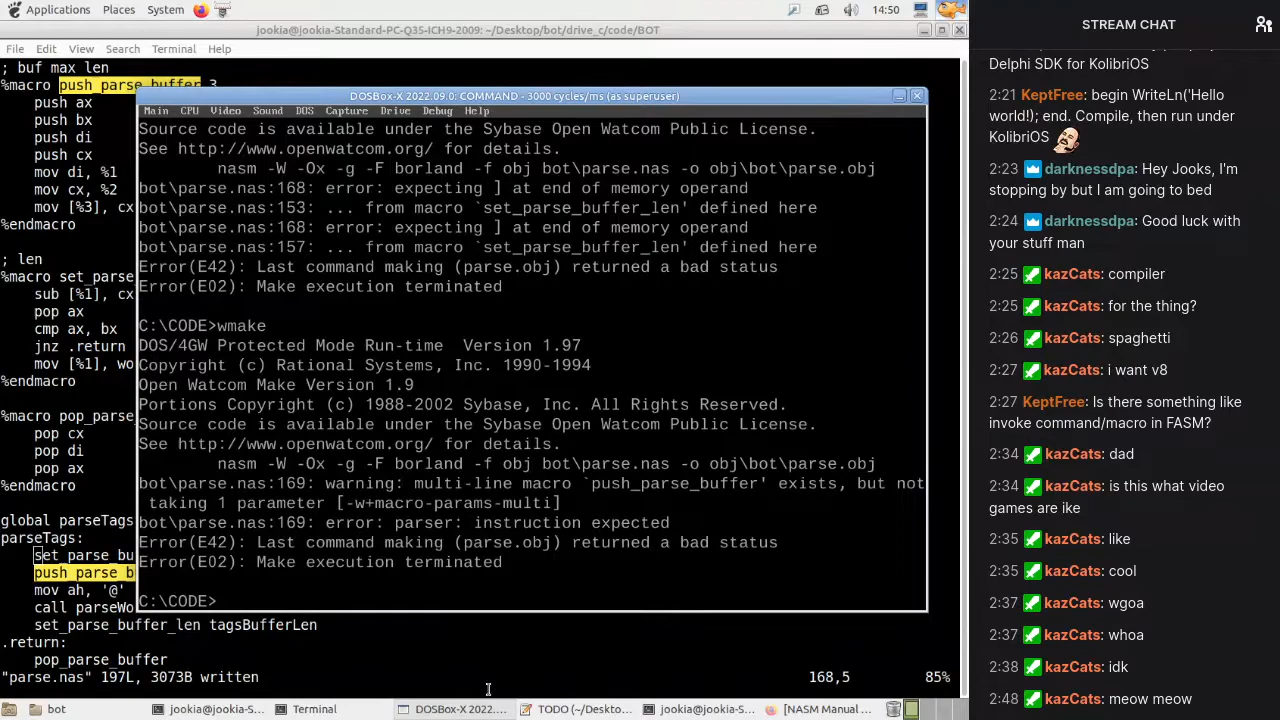 Applications Places System 14:50
jookia@jookia-Standard-PC-Q35-ICH9-2009: ~/Desktop/bot/drive_c/code/BOT
File Edit View Search Terminal Help
; buf max len
%macro push_parse_buffer 3
push ax
push bx
push di
push cx
mov di, %1
mov cx, %2
mov [%3], cx
%endmacro
; len
%macro set_parse
sub [%1], cx
pop ax
cmp ax, bx
jnz .return
mov [%1], wo
%endmacro
%macro pop_parse_
pop cx
pop di
pop ax
%endmacro
global parseTags
parseTags:
set_parse_bu
push_parse_b
mov ah, '@'
call parseWo
set_parse_buffer_len tagsBufferLen
.return:
pop_parse_buffer
"parse.nas" 197L, 3073B written 168,5 85%
DOSBox-X 2022.09.0: COMMAND - 3000 cycles/ms (as superuser)
Main CPU Video Sound DOS Capture Drive Debug Help
Source code is available under the Sybase Open Watcom Public License.
See http://www.openwatcom.org/ for details.
nasm -W -Ox -g -F borland -f obj bot\parse.nas -o obj\bot\parse.obj
bot\parse.nas:168: error: expecting ] at end of memory operand
bot\parse.nas:153: ... from macro `set_parse_buffer_len' defined here
bot\parse.nas:168: error: expecting ] at end of memory operand
bot\parse.nas:157: ... from macro `set_parse_buffer_len' defined here
Error(E42): Last command making (parse.obj) returned a bad status
Error(E02): Make execution terminated
C:\CODE>wmake
DOS/4GW Protected Mode Run-time Version 1.97
Copyright (c) Rational Systems, Inc. 1990-1994
Open Watcom Make Version 1.9
Portions Copyright (c) 1988-2002 Sybase, Inc. All Rights Reserved.
Source code is available under the Sybase Open Watcom Public License.
See http://www.openwatcom.org/ for details.
nasm -W -Ox -g -F borland -f obj bot\parse.nas -o obj\bot\parse.obj
bot\parse.nas:169: warning: multi-line macro `push_parse_buffer' exists, but not
taking 1 parameter [-w+macro-params-multi]
bot\parse.nas:169: error: parser: instruction expected
Error(E42): Last command making (parse.obj) returned a bad status
Error(E02): Make execution terminated
C:\CODE>
bot jookia@jookia-S... Terminal DOSBox-X 2022.... TODO (~/Deskto... jookia@jookia-S... [NASM Manual ...
STREAM CHAT
Delphi SDK for KolibriOS
2:21 KeptFree: begin WriteLn('Hello
world!); end. Compile, then run under
KolibriOS
2:23 darknessdpa: Hey Jooks, I'm
stopping by but I am going to bed
2:24 darknessdpa: Good luck with
your stuff man
2:25 kazCats: compiler
2:25 kazCats: for the thing?
2:26 kazCats: spaghetti
2:27 kazCats: i want v8
2:27 KeptFree: Is there something like
invoke command/macro in FASM?
2:34 kazCats: dad
2:34 kazCats: is this what video
games are ike
2:35 kazCats: like
2:35 kazCats: cool
2:37 kazCats: wgoa
2:37 kazCats: whoa
2:38 kazCats: idk
2:48 kazCats: meow meow